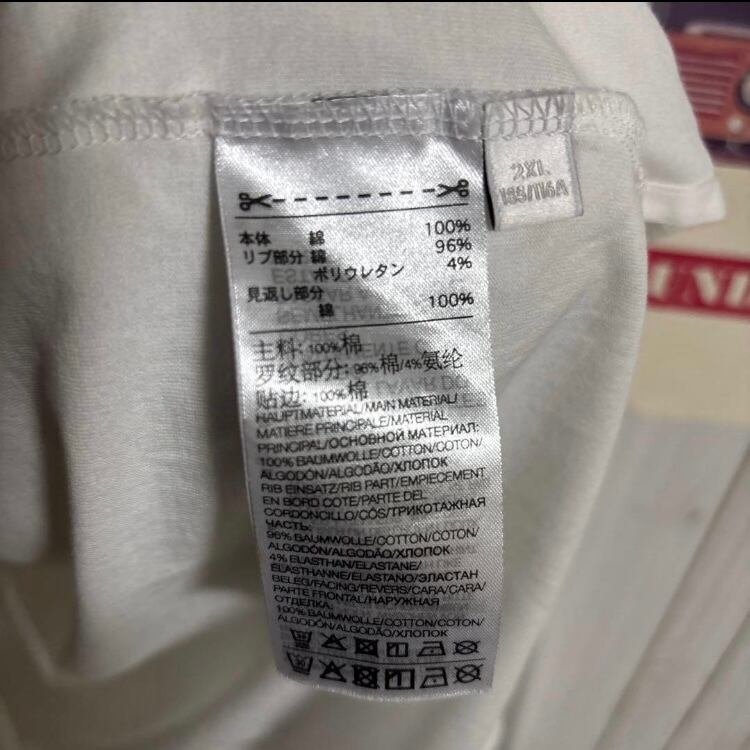 2XL
185/116A
本体 綿 100%
リブ部分 綿 96%
ポリウレタン 4%
見返し部分
綿 100%
主料: 100%棉
罗纹部分: 96%棉/4%氨纶
贴边: 100%棉
HAUPTMATERIAL/MAIN MATERIAL/
MATIERE PRINCIPALE/MATERIAL
PRINCIPAL/ОСНОВНОЙ МАТЕРИАЛ:
100% BAUMWOLLE/COTTON/COTON/
ALGODÓN/ALGODÃO/ХЛОПОК
RIB EINSATZ/RIB PART/EMPIECEMENT
EN BORD COTE/PARTE DEL
CORDONCILLO/CÓS/ТРИКОТАЖНАЯ
ЧАСТЬ:
96% BAUMWOLLE/COTTON/COTON/
ALGODÓN/ALGODÃO/ХЛОПОК
4% ELASTHAN/ELASTANE/
ELASTHANNE/ELASTANO/ЭЛАСТАН
BELEG/FACING/REVERS/CARA/CARA/
PARTE FRONTAL/НАРУЖНАЯ
ОТДЕЛКА:
100% BAUMWOLLE/COTTON/COTON/
ALGODÓN/ALGODÃO/ХЛОПОК